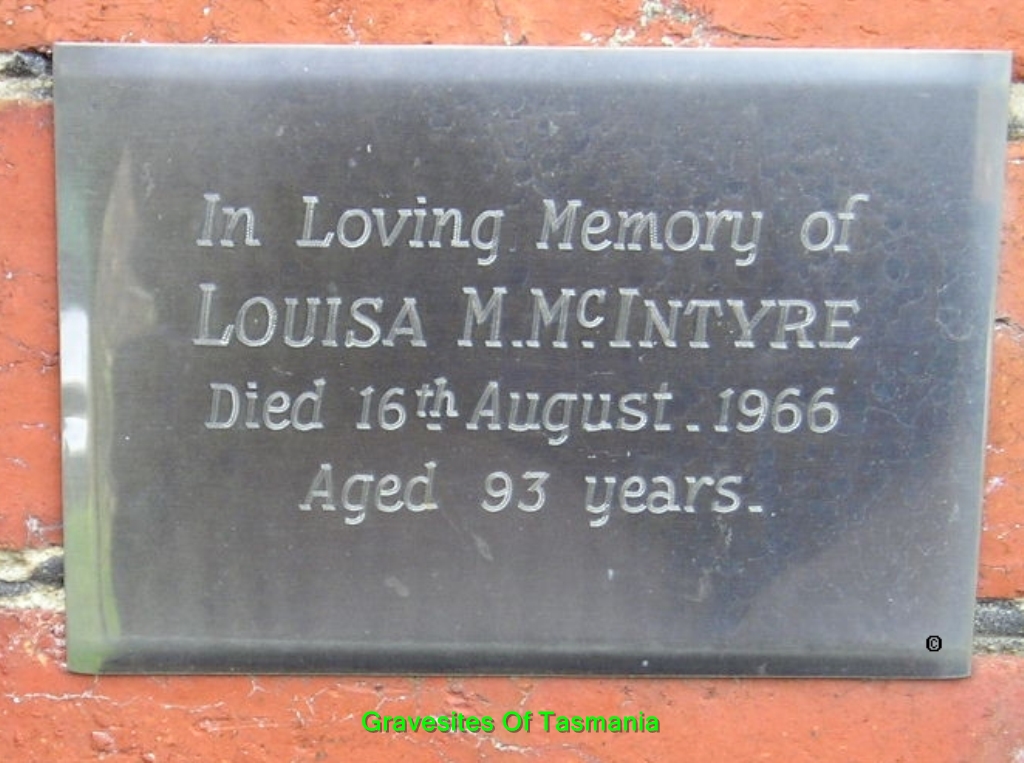 In Loving Memory of
LOUISA M. McINTYRE
Died 16th August. 1966
Aged 93 years.
©
Gravesites Of Tasmania